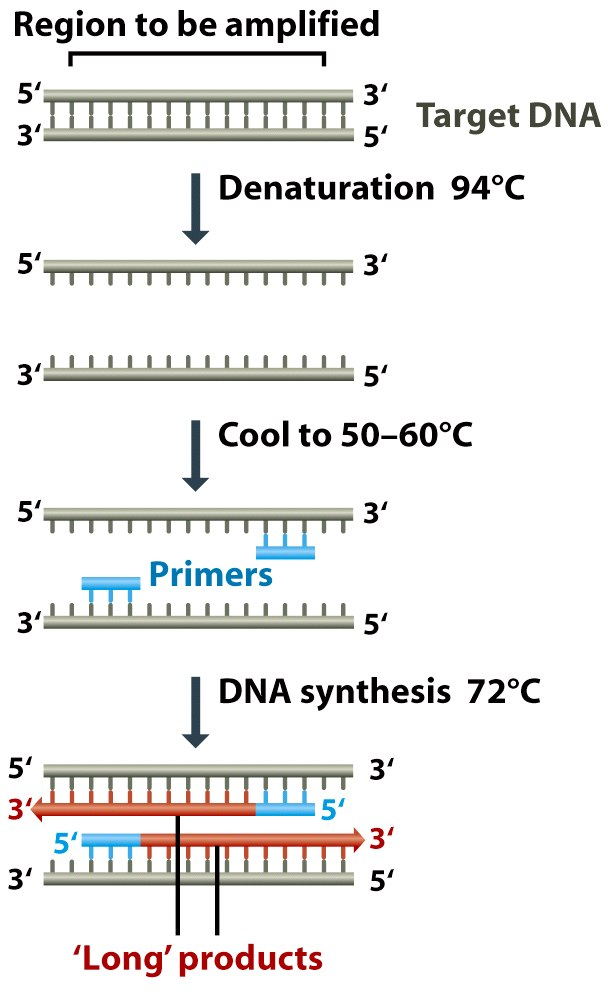 Region to be amplified
5‘ 3‘
Target DNA
3‘ 5‘
Denaturation 94°C
5‘ 3‘
3‘ 5‘
Cool to 50–60°C
5‘ 3‘
Primers
3‘ 5‘
DNA synthesis 72°C
5‘ 3‘
3‘ 5‘
5‘ 3‘
3‘ 5‘
‘Long’ products